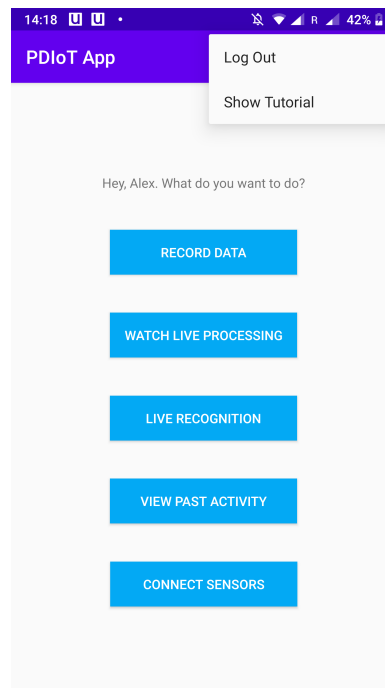 14:18 U U • R 42%
PDIoT App
Log Out
Show Tutorial
Hey, Alex. What do you want to do?
RECORD DATA
WATCH LIVE PROCESSING
LIVE RECOGNITION
VIEW PAST ACTIVITY
CONNECT SENSORS